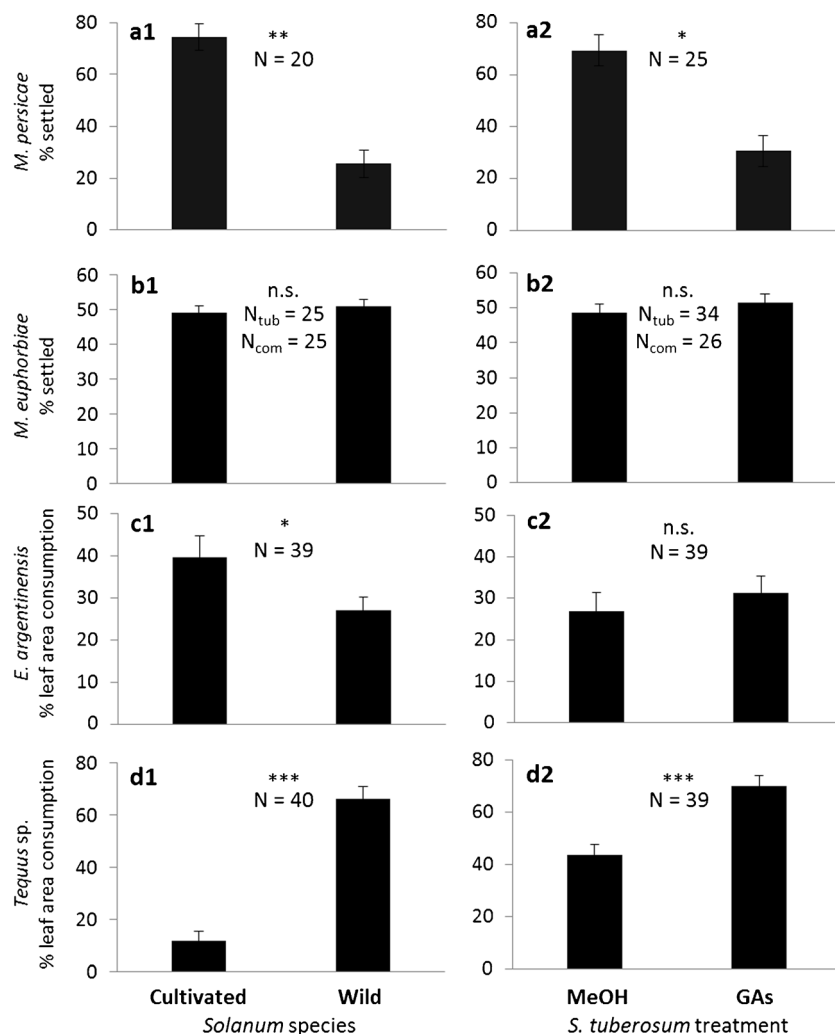 a1
**
N = 20
M. persicae
% settled
80
60
40
20
0
a2
*
N = 25
80
60
40
20
0
b1
n.s.
Ntub = 25
Ncom = 25
M. euphorbiae
% settled
60
50
40
30
20
10
0
b2
n.s.
Ntub = 34
Ncom = 26
60
50
40
30
20
10
0
c1
*
N = 39
E. argentinensis
% leaf area consumption
50
40
30
20
10
0
c2
n.s.
N = 39
50
40
30
20
10
0
d1
***
N = 40
Tequus sp.
% leaf area consumption
80
60
40
20
0
d2
***
N = 39
80
60
40
20
0
Cultivated Wild
Solanum species
MeOH GAs
S. tuberosum treatment